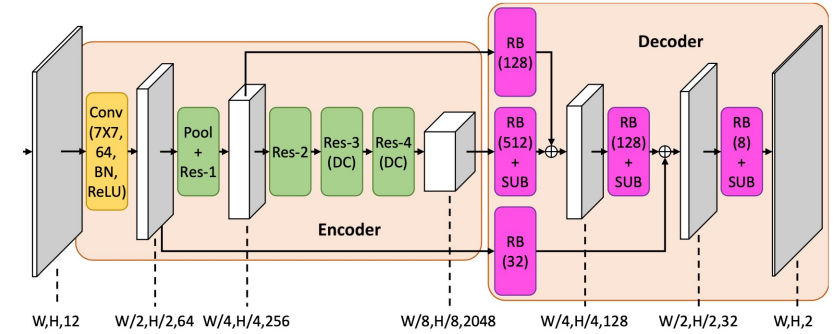 Decoder
RB
(128)
Conv
(7X7,
64,
BN,
ReLU)
Pool
+
Res-1
Res-2
Res-3
(DC)
Res-4
(DC)
RB
(512)
+
SUB
RB
(128)
+
SUB
RB
(8)
+
SUB
Encoder
RB
(32)
W,H,12
W/2,H/2,64
W/4,H/4,256
W/8,H/8,2048
W/4,H/4,128
W/2,H/2,32
W,H,2